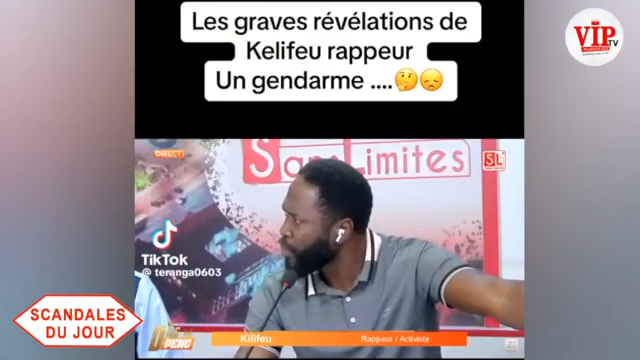 Les graves révélations de
Kelifeu rappeur
Un gendarme ....🤔😞
VIP
TV
DIRECT
Sans Limites
SL
TikTok
@ teranga0603
SCANDALES
DU JOUR
Kilifeu
Rappeur / Activiste